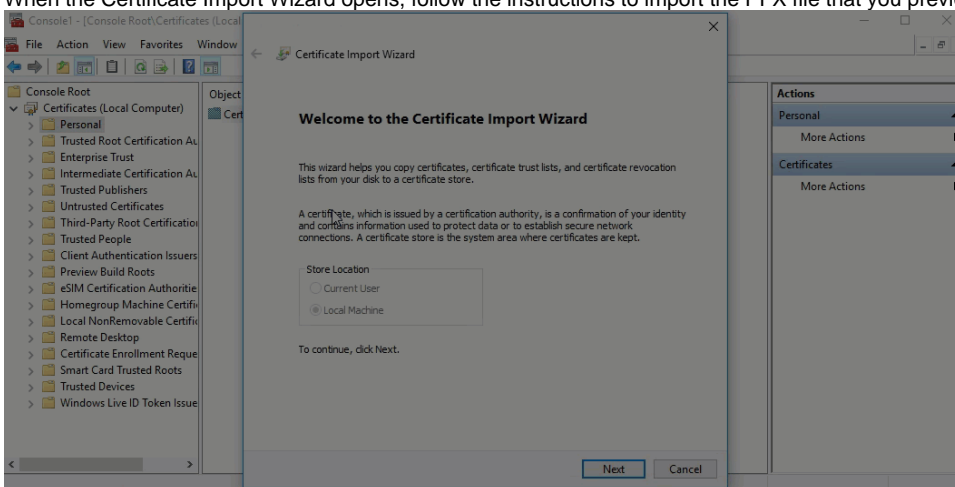 When the Certificate Import Wizard opens, follow the instructions to import the PFX file that you
Console1 - [Console Root\Certificates (Local
File Action View Favorites Window
Certificate Import Wizard
Console Root
Certificates (Local Computer)
Personal
Trusted Root Certification Au
Enterprise Trust
Intermediate Certification Au
Trusted Publishers
Untrusted Certificates
Third-Party Root Certification
Trusted People
Client Authentication Issuers
Preview Build Roots
eSIM Certification Authoritie
Homegroup Machine Certifi
Local NonRemovable Certific
Remote Desktop
Certificate Enrollment Reque
Smart Card Trusted Roots
Trusted Devices
Windows Live ID Token Issue
Object
Cert
Welcome to the Certificate Import Wizard
This wizard helps you copy certificates, certificate trust lists, and certificate revocation
lists from your disk to a certificate store.
A certificate, which is issued by a certification authority, is a confirmation of your identity
and contains information used to protect data or to establish secure network
connections. A certificate store is the system area where certificates are kept.
Store Location
Current User
Local Machine
To continue, click Next.
Next Cancel
Actions
Personal
More Actions
Certificates
More Actions